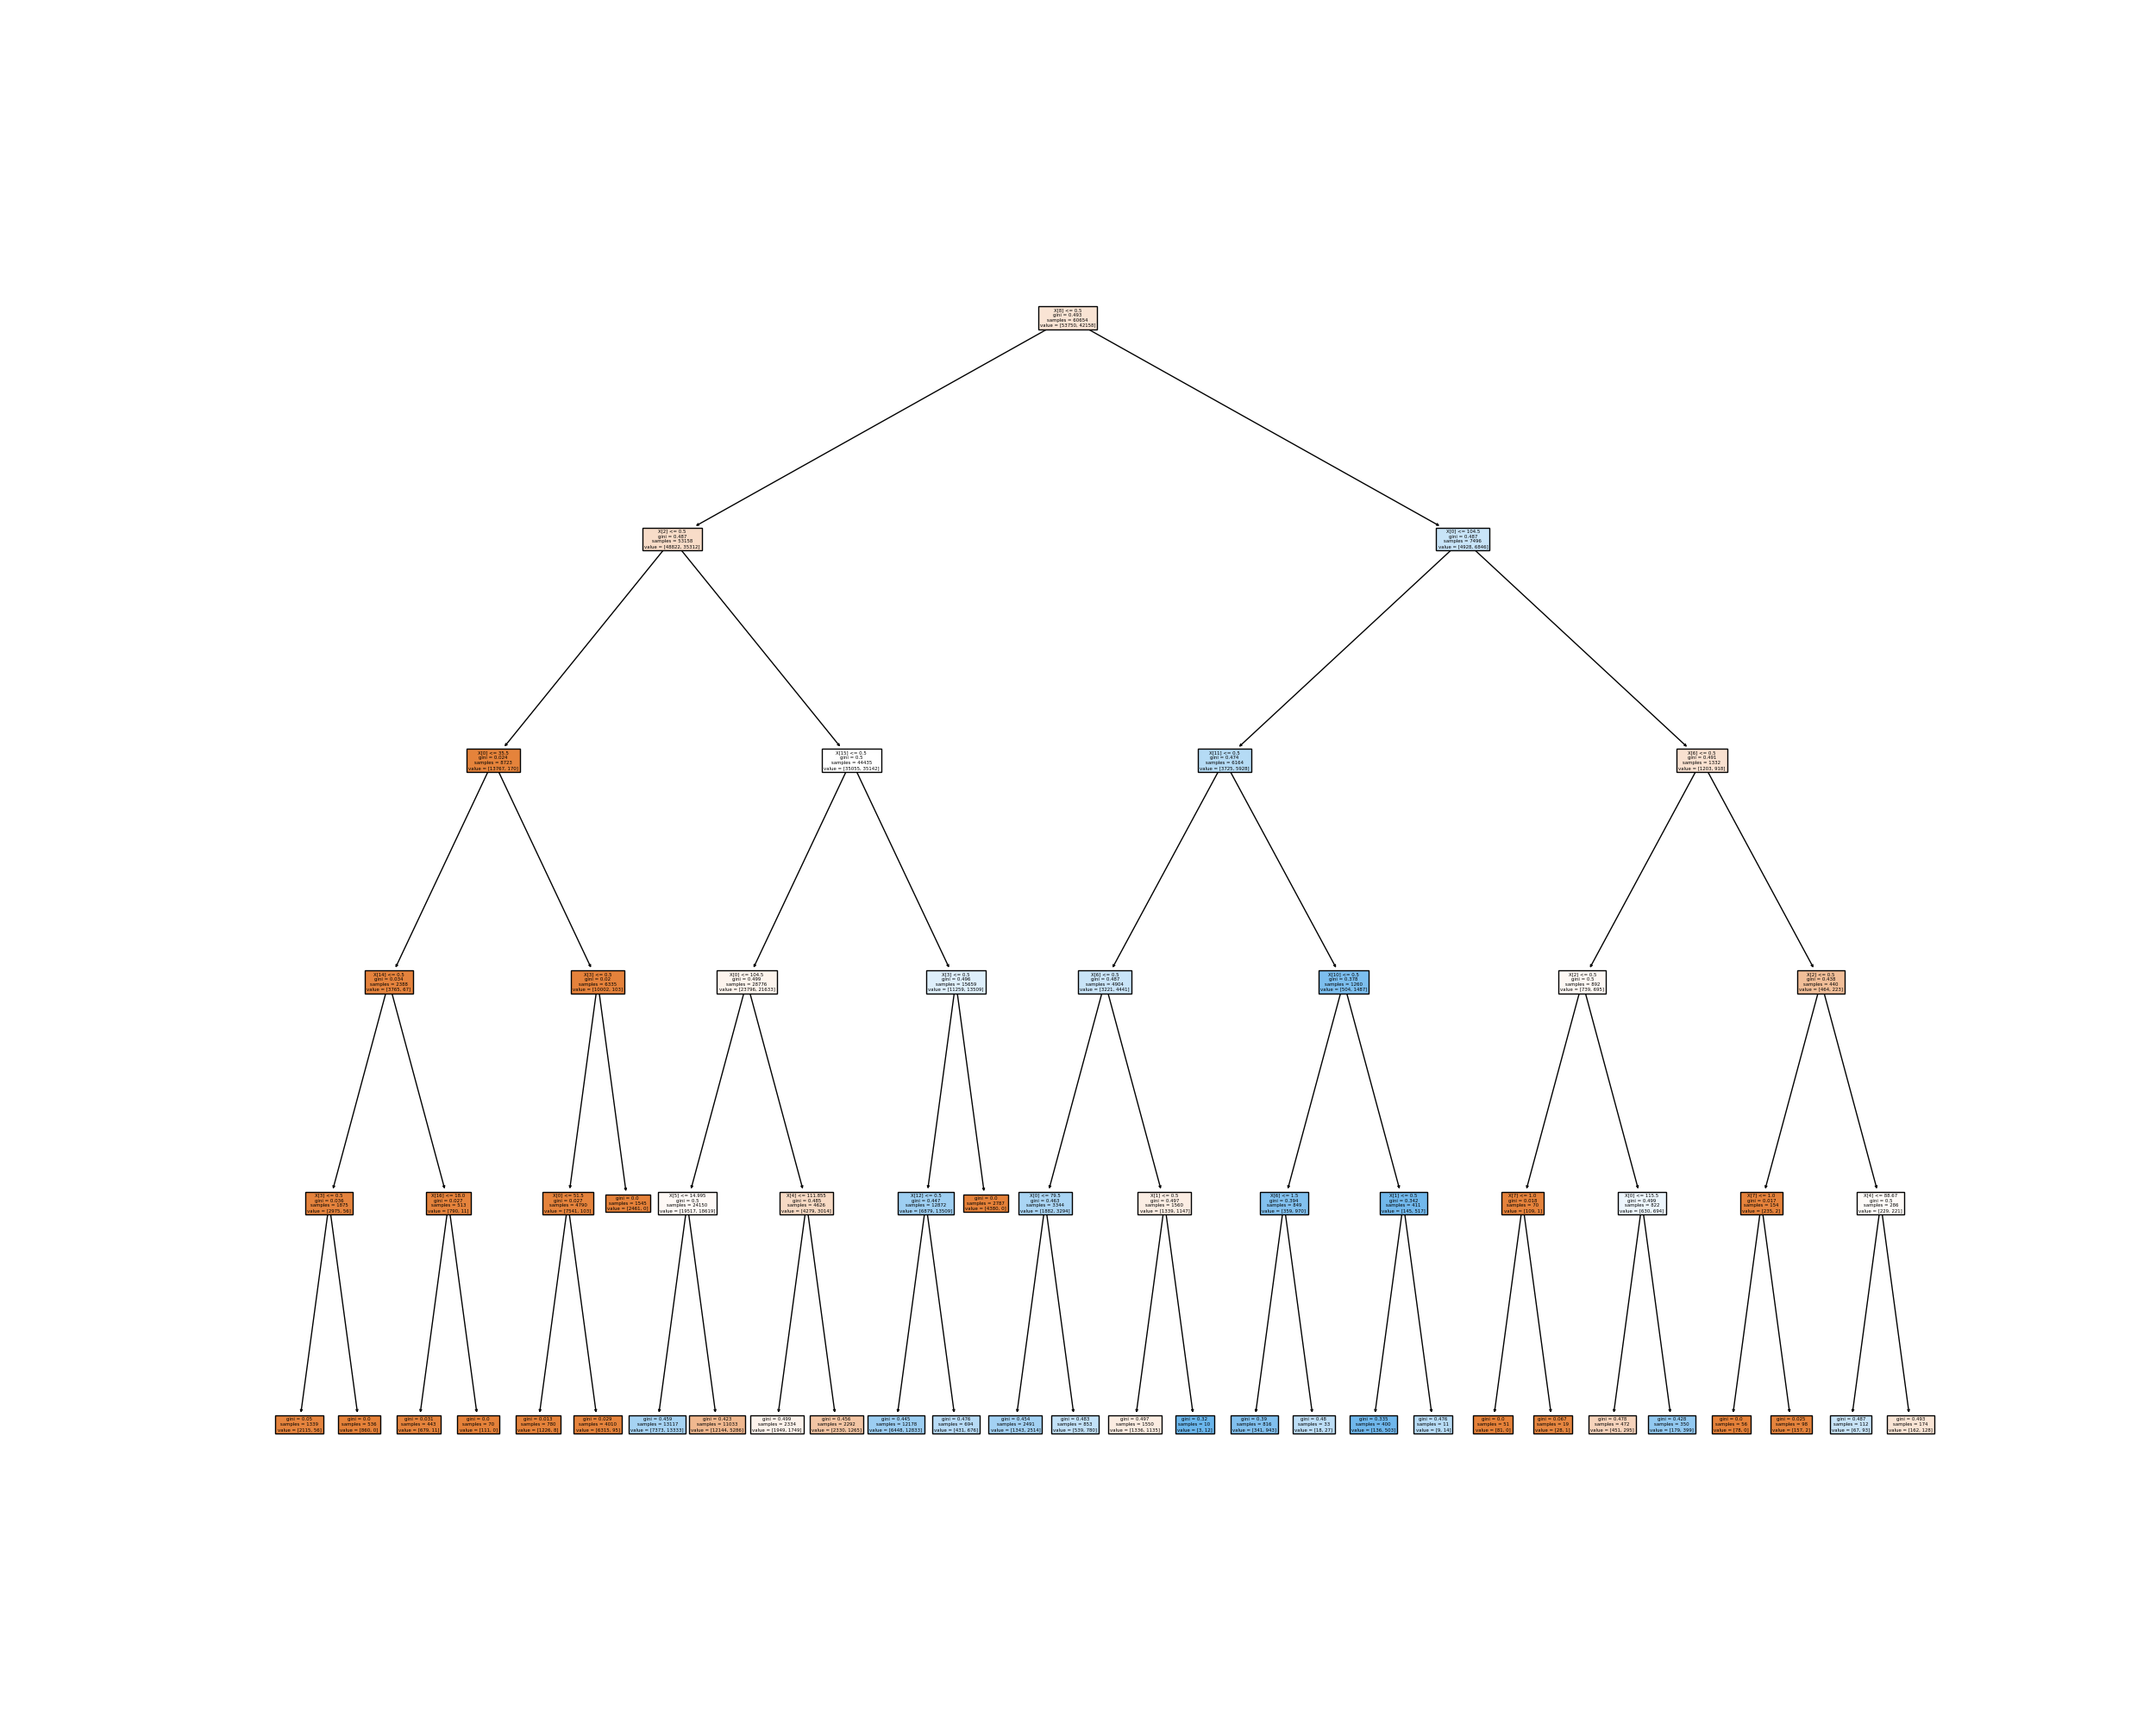 X[8] <= 0.5
gini = 0.493
samples = 60654
value = [53750, 42158]
X[2] <= 0.5
gini = 0.487
samples = 53158
value = [48822, 35312]
X[0] <= 104.5
gini = 0.487
samples = 7496
value = [4928, 6846]
X[0] <= 35.5
gini = 0.024
samples = 8723
value = [13767, 170]
X[15] <= 0.5
gini = 0.5
samples = 44435
value = [35055, 35142]
X[11] <= 0.5
gini = 0.474
samples = 6164
value = [3725, 5928]
X[6] <= 0.5
gini = 0.491
samples = 1332
value = [1203, 918]
gini = 0.034
samples = 2388
value = [3765, 67]
X[3] <= 0.5
gini = 0.02
samples = 6335
value = [10002, 103]
X[0] <= 104.5
gini = 0.499
samples = 28776
value = [23796, 21633]
X[3] <= 0.5
gini = 0.496
samples = 15659
value = [11259, 13509]
X[6] <= 0.5
gini = 0.487
samples = 4904
value = [3221, 4441]
X[10] <= 0.5
gini = 0.378
samples = 1260
value = [504, 1487]
X[2] <= 0.5
gini = 0.5
samples = 892
value = [739, 695]
X[2] <= 0.5
gini = 0.438
samples = 440
value = [464, 223]
X[3] <= 0.5
gini = 0.036
samples = 1875
value = [2975, 56]
X[16] <= 18.0
gini = 0.027
samples = 513
value = [790, 11]
X[0] <= 51.5
gini = 0.027
samples = 4790
value = [7541, 103]
gini = 0.0
samples = 1545
value = [2461, 0]
X[5] <= 14.995
gini = 0.5
samples = 24150
value = [19517, 18619]
X[4] <= 111.855
gini = 0.485
samples = 4626
value = [4279, 3014]
X[12] <= 0.5
gini = 0.447
samples = 12872
value = [6879, 13509]
gini = 0.0
samples = 2787
value = [4380, 0]
X[0] <= 79.5
gini = 0.463
samples = 3344
value = [1882, 3294]
X[1] <= 0.5
gini = 0.497
samples = 1560
value = [1339, 1147]
X[6] <= 1.5
gini = 0.394
samples = 849
value = [359, 970]
X[1] <= 0.5
gini = 0.342
samples = 411
value = [145, 517]
X[7] <= 1.0
gini = 0.018
samples = 70
value = [109, 1]
X[0] <= 115.5
gini = 0.499
samples = 822
value = [630, 694]
X[7] <= 1.0
gini = 0.017
samples = 154
value = [235, 2]
X[4] <= 88.67
gini = 0.5
samples = 286
value = [229, 221]
gini = 0.05
samples = 1339
value = [2115, 56]
gini = 0.0
samples = 536
value = [860, 0]
gini = 0.031
samples = 443
value = [679, 11]
gini = 0.0
samples = 70
value = [111, 0]
gini = 0.013
samples = 780
value = [1226, 8]
gini = 0.029
samples = 4010
value = [6315, 95]
gini = 0.459
samples = 13117
value = [7373, 13333]
gini = 0.423
samples = 11033
value = [12144, 5286]
gini = 0.499
samples = 2334
value = [1949, 1749]
gini = 0.456
samples = 2292
value = [2330, 1265]
gini = 0.445
samples = 12178
value = [6448, 12833]
gini = 0.476
samples = 694
value = [431, 676]
gini = 0.454
samples = 2491
value = [1343, 2514]
gini = 0.483
samples = 853
value = [539, 780]
gini = 0.497
samples = 1550
value = [1336, 1135]
gini = 0.32
samples = 10
value = [3, 12]
gini = 0.39
samples = 816
value = [341, 943]
gini = 0.48
samples = 33
value = [18, 27]
gini = 0.335
samples = 400
value = [136, 503]
gini = 0.476
samples = 11
value = [9, 14]
gini = 0.0
samples = 51
value = [81, 0]
gini = 0.067
samples = 19
value = [28, 1]
gini = 0.478
samples = 472
value = [451, 295]
gini = 0.428
samples = 350
value = [179, 399]
gini = 0.0
samples = 56
value = [78, 0]
gini = 0.025
samples = 98
value = [157, 2]
gini = 0.487
samples = 112
value = [67, 93]
gini = 0.493
samples = 174
value = [162, 128]